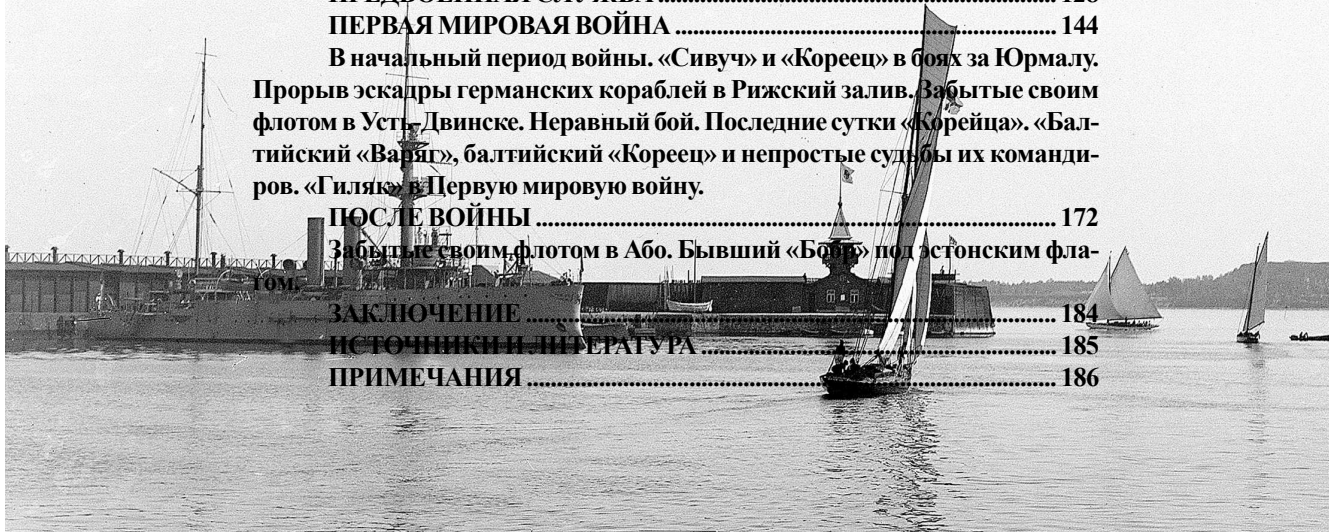 ПРЕДВОЕННАЯ СЛУЖБА ........................................................................ 126
ПЕРВАЯ МИРОВАЯ ВОЙНА ........................................................................ 144
В начальный период войны. «Сивуч» и «Кореец» в боях за Юрмалу.
Прорыв эскадры германских кораблей в Рижский залив. Забытые своим
флотом в Усть-Двинске. Неравный бой. Последние сутки «Корейца». «Бал-
тийский «Варяг», балтийский «Кореец» и непростые судьбы их команди-
ров. «Гиляк» в Первую мировую войну.
ПОСЛЕ ВОЙНЫ ........................................................................ 172
Забытые своим флотом в Або. Бывший «Бобр» под эстонским фла-
гом.
ЗАКЛЮЧЕНИЕ ........................................................................ 184
ИСТОЧНИКИ И ЛИТЕРАТУРА ........................................................................ 185
ПРИМЕЧАНИЯ ........................................................................ 186